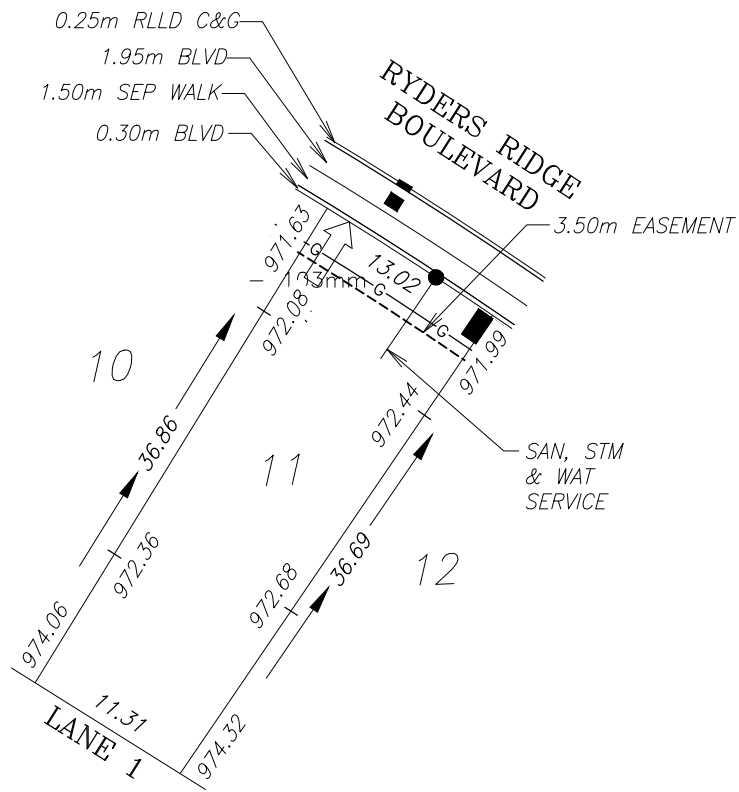 0.25m RLLD C&G
1.95m BLVD
1.50m SEP WALK
0.30m BLVD
RYDERS RIDGE
BOULEVARD
3.50m EASEMENT
971.63
13.02
G
G
G
972.08
971.99
10
972.44
36.86
11
SAN, STM
& WAT
SERVICE
972.36
36.69
12
972.68
974.06
11.31
LANE 1
974.32